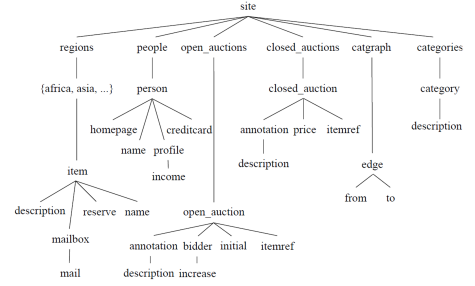 site
regions people open_auctions closed_auctions catgraph categories
{africa, asia, ...} person closed_auction category
homepage creditcard annotation price itemref description
name profile
description edge
item income
from to
description reserve name open_auction
mailbox annotation bidder initial itemref
mail description increase